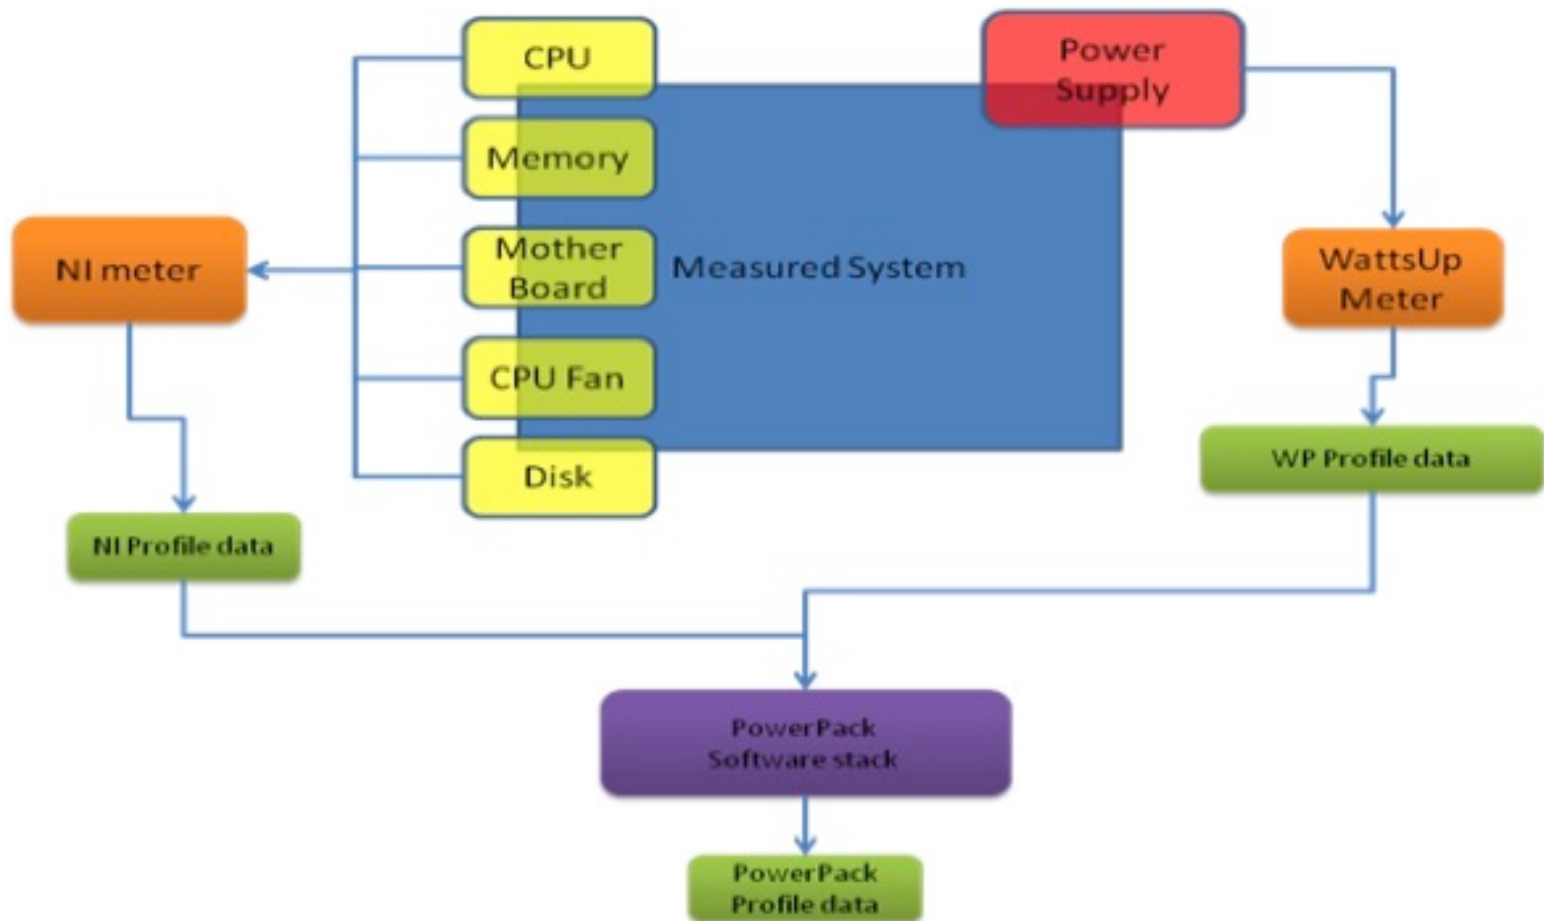 CPU
Power
Supply
Memory
NI meter
Mother
Board
Measured System
WattsUp
Meter
CPU Fan
WP Profile data
Disk
NI Profile data
PowerPack
Software stack
PowerPack
Profile data